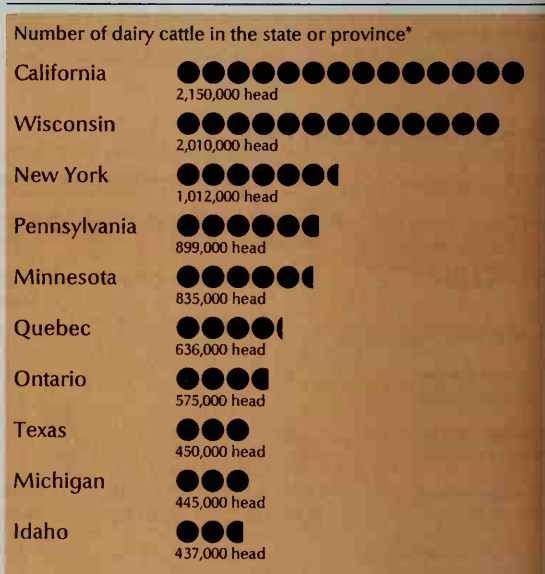 Number of dairy cattle in the state or province*
California
2,150,000 head
Wisconsin
2,010,000 head
New York
1,012,000 head
Pennsylvania
899,000 head
Minnesota
835,000 head
Quebec
636,000 head
Ontario
575,000 head
Texas
450,000 head
Michigan
445,000 head
Idaho
437,000 head